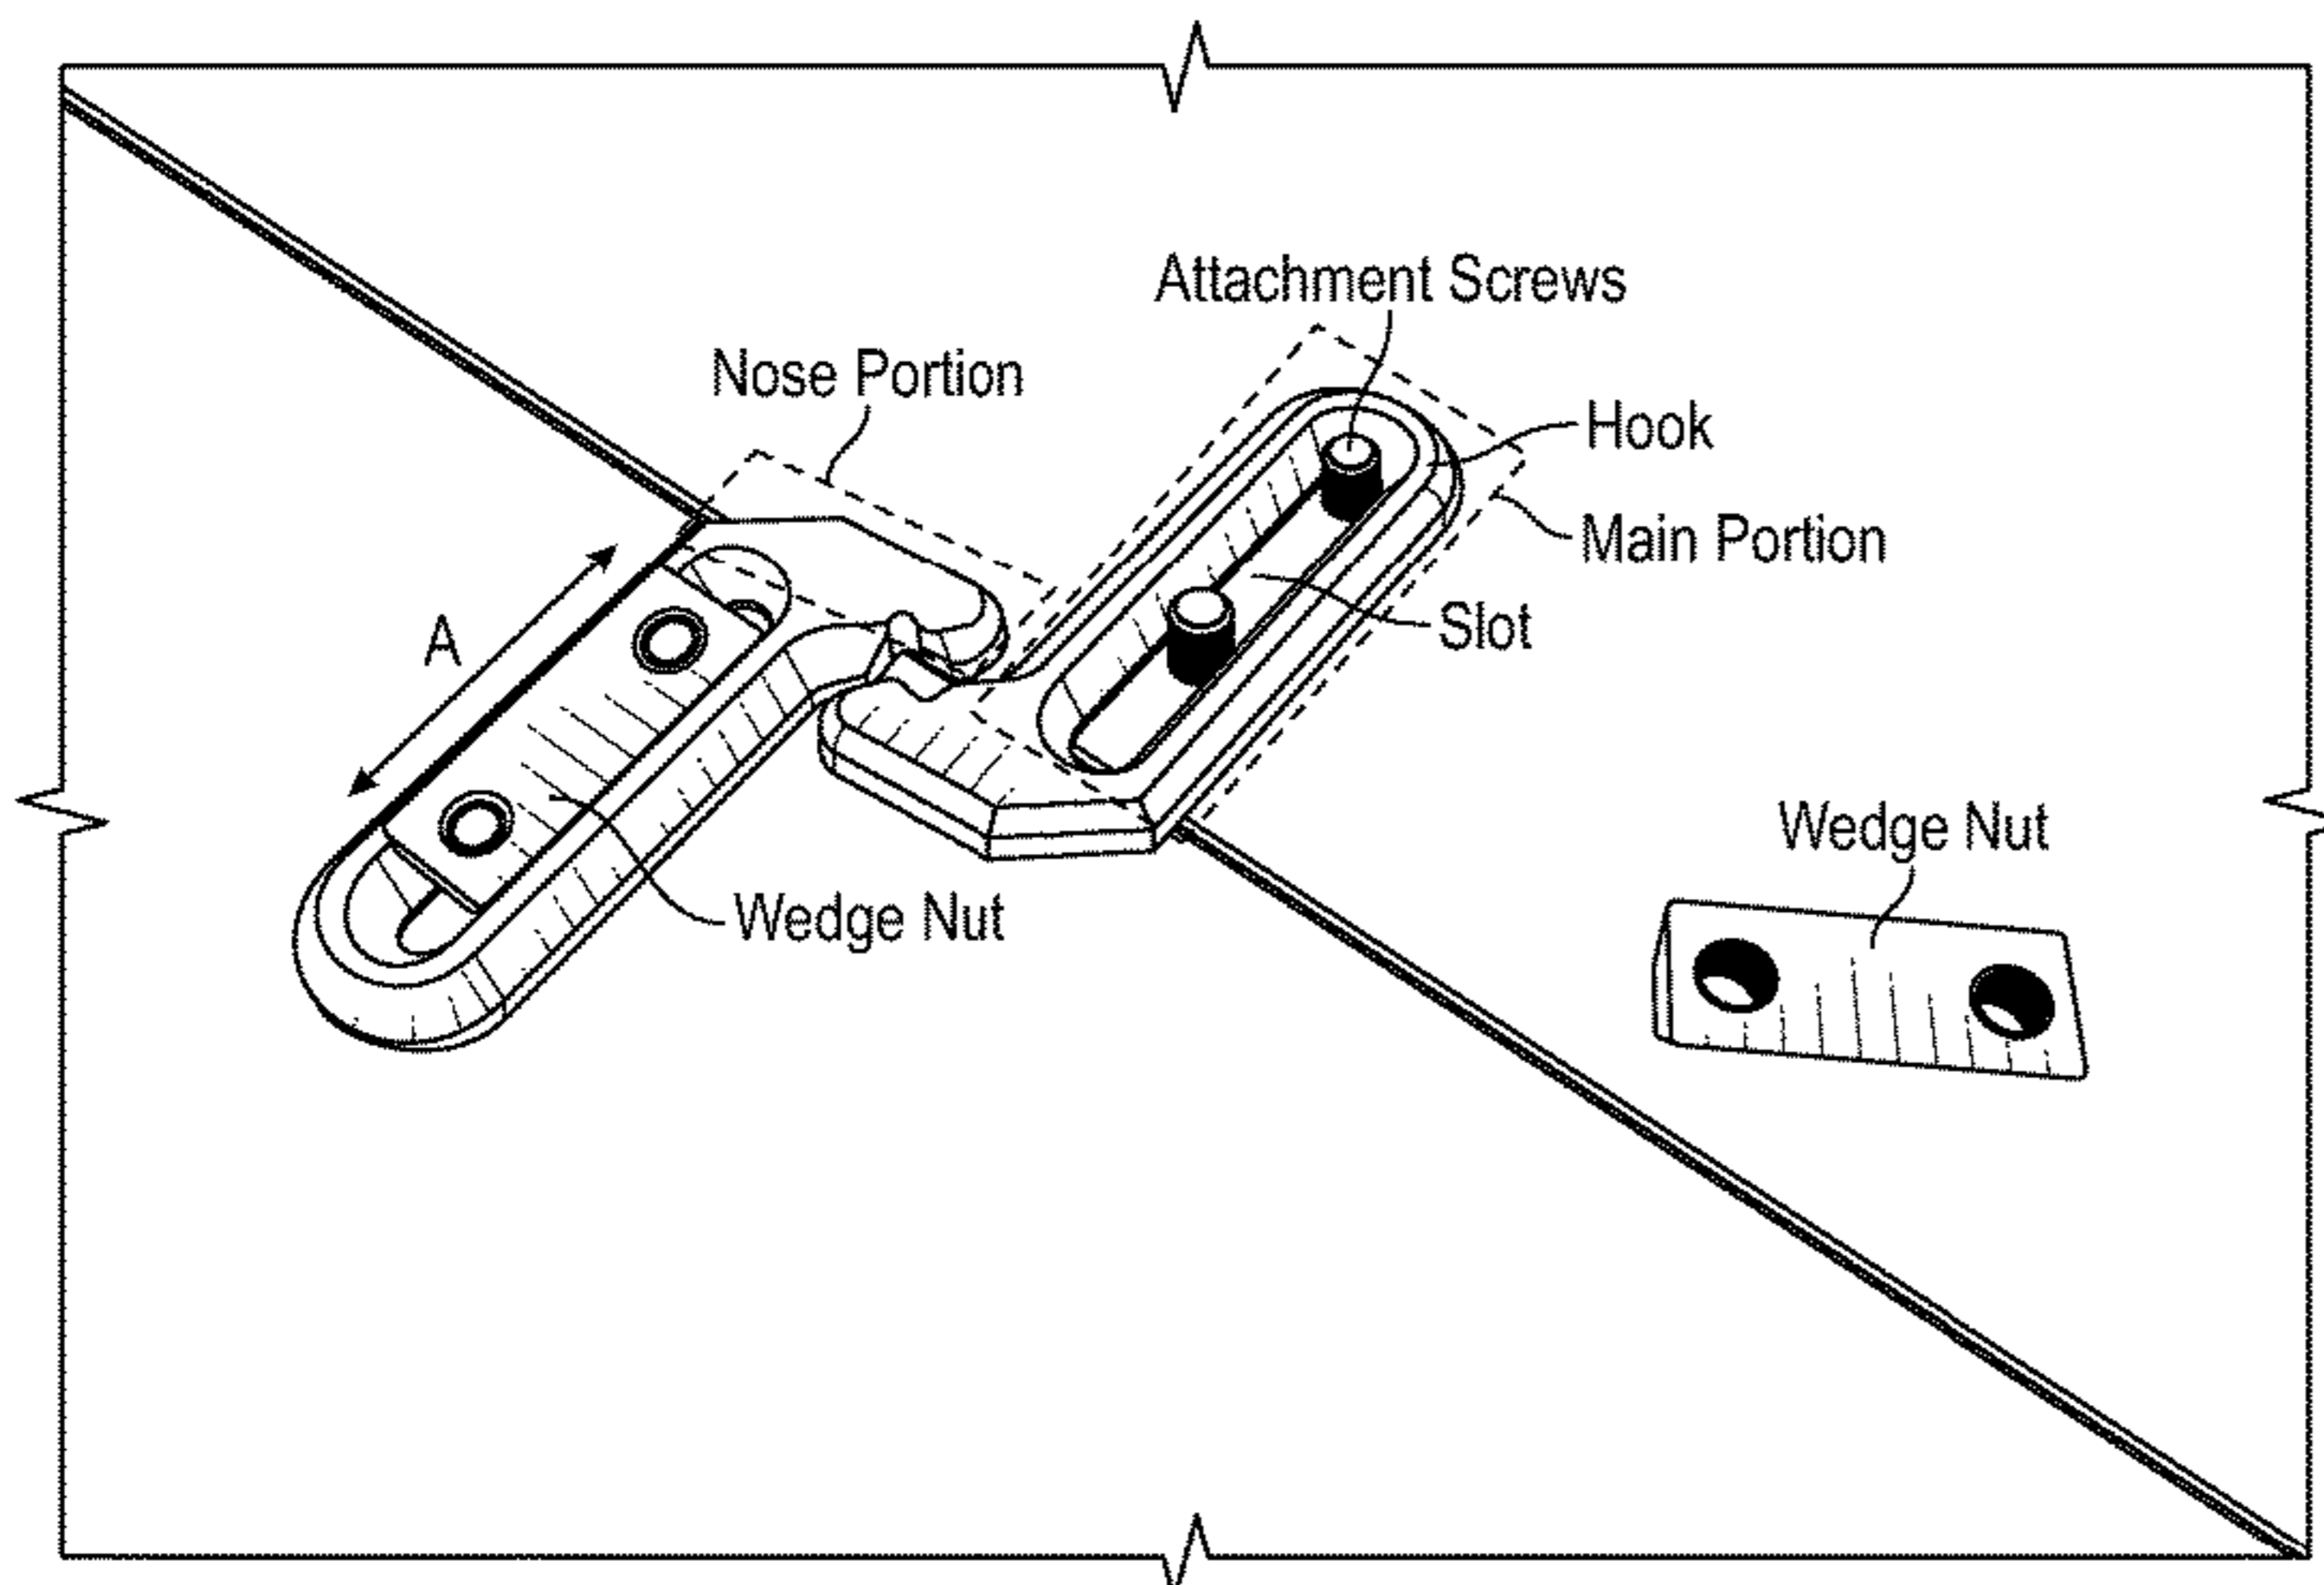 Attachment Screws
Nose Portion
Hook
Main Portion
Slot
A
Wedge Nut
Wedge Nut